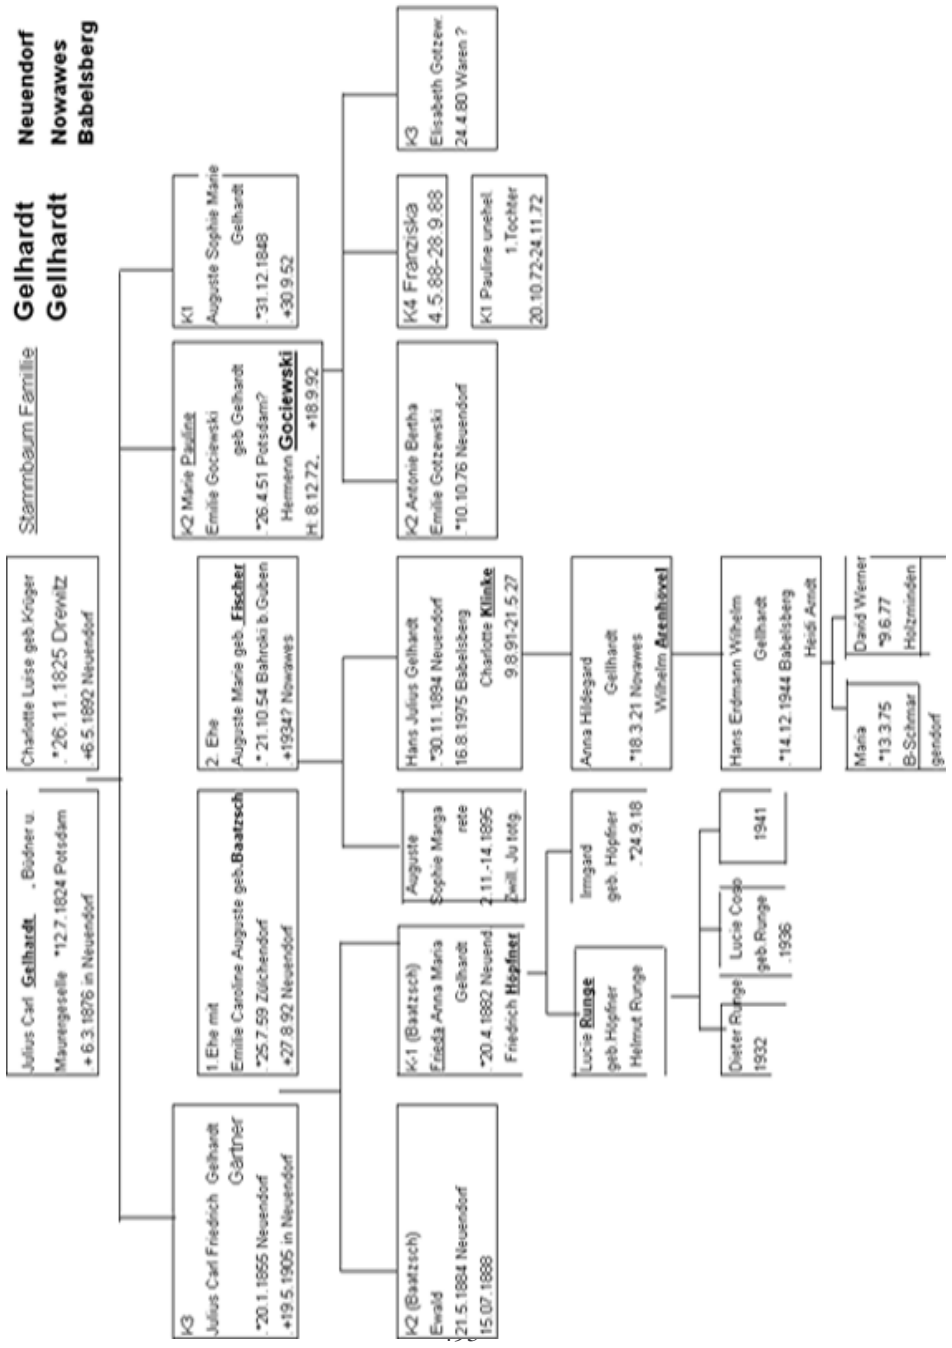 Stammbaum Famillie
Gelhardt
Gellhardt
Neuendorf
Nowawes
Babelsberg
Julius Carl Gelhardt , Büdner u.
Maurergeselle *12.7.1824 Potsdam
.+ 6.3.1876 in Neuendorf
Charlotte Luise geb.Krüger
.*26.11.1825 Drewitz
.+6.5.1892 Neuendorf
K3
Julius Carl Friedrich Gelhardt
Gärtner
.*20.1.1855 Neuendorf
.+19.5.1905 in Neuendorf
1.Ehe mit
Emilie Caroline Auguste geb.Baatzsch
.*25.7.59 Zülchendorf
.+27.8.92 Neuendorf
2. Ehe
Auguste Marie geb. Fischer
.* 21.10.54 Bahroki b.Guben
.+1934? Nowawes
K2 Marie Pauline
Emilie Gociewski
geb Gelhardt
.*26.4.51 Potsdam?
Hermenn Gociewski
H: 8.12.72, +18.9.92
K1
Auguste Sophie Marie
Gelhardt
.*31.12.1848
.+30.9.52
K2 (Baatzsch)
Ewald
21.5.1884 Neuendorf
15.07.1888
K-1 (Baatzsch)
Frieda Anna Maria
Gelhardt
.*20.4.1882 Neuend.
Friedrich Höpfner
Auguste
Sophie Marga
rete
2.11.-14.1895
Zwill. Ju totg.
Hans Julius Gelhardt
.*30.11.1894 Neuendorf
16.8.1975 Babelsberg
Charlotte Klinke
9.8.91-21.5.27
K2 Antonie Bertha
Emilie Gotzewski
.*10.10.76 Neuendorf
K4 Franziska
4.5.88-28.9.88
K1 Pauline unehel.
1.Tochter
20.10.72-24.11.72
K3
Elisabeth Gotzew.
24.4.80 Waren ?
Lucie Runge
geb.Höpfner
Helmut Runge
Irmgard
geb. Höpfner
.*24.9.18
Anna Hildegard
Gellhardt
.*18.3.21 Novawes
Wilhelm Arenhövel
Dieter Runge
1932
Lucie Coso
geb.Runge
.1936
1941
Hans Erdmann Wilhelm
Gellhardt
.*14.12.1944 Babelsberg
Heidi Arndt
Maria
.*13.3.75
B-Schmar
gendorf
David Werner
*9.6.77
Holzminden